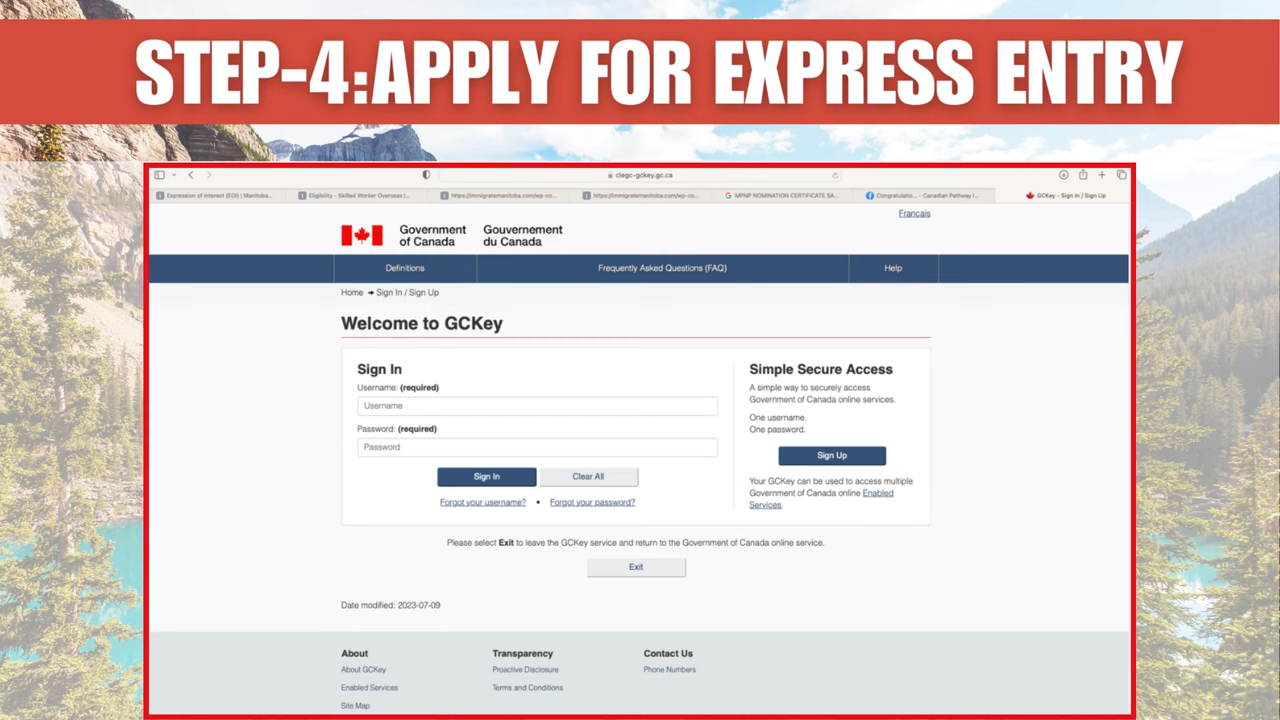 STEP-4:APPLY FOR EXPRESS ENTRY
clegc-gckey.gc.ca
Expression of Interest (EOI) | Manitoba...
Eligibility - Skilled Worker Overseas |...
https://immigratemanitoba.com/wp-co...
https://immigratemanitoba.com/wp-co...
MPNP NOMINATION CERTIFICATE SA...
Congratulatio... - Canadian Pathway I...
GCKey - Sign In / Sign Up
Français
Government of Canada
Gouvernement du Canada
Definitions
Frequently Asked Questions (FAQ)
Help
Home ➔ Sign In / Sign Up
Welcome to GCKey
Sign In
Username: (required)
Username
Password: (required)
Password
Sign In
Clear All
Forgot your username? • Forgot your password?
Simple Secure Access
A simple way to securely access
Government of Canada online services.
One username.
One password.
Sign Up
Your GCKey can be used to access multiple
Government of Canada online Enabled
Services.
Please select Exit to leave the GCKey service and return to the Government of Canada online service.
Exit
Date modified: 2023-07-09
About
About GCKey
Enabled Services
Site Map
Transparency
Proactive Disclosure
Terms and Conditions
Contact Us
Phone Numbers